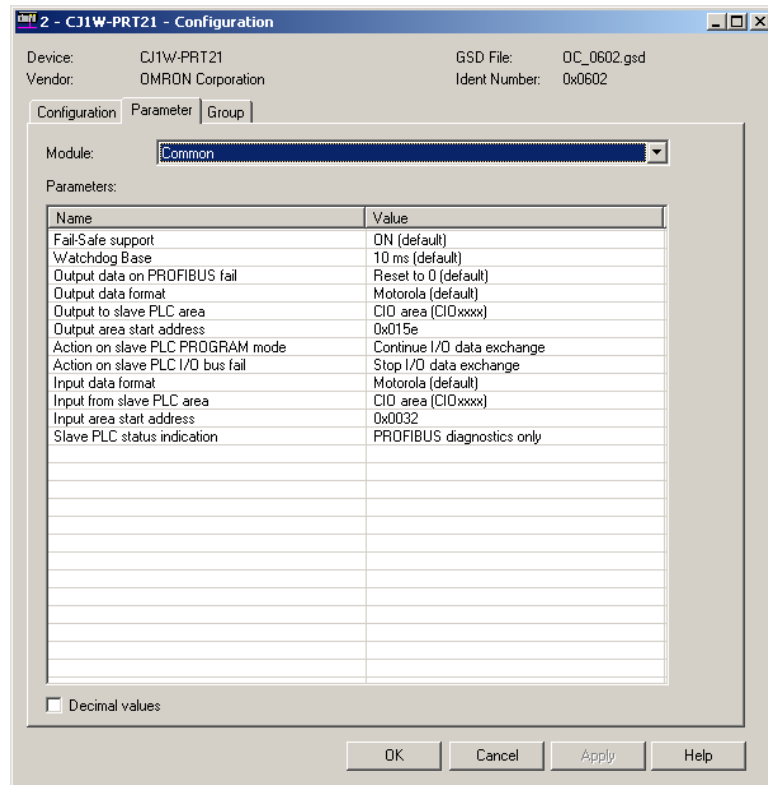 2 - CJ1W-PRT21 - Configuration
Device: CJ1W-PRT21 GSD File: OC_0602.gsd
Vendor: OMRON Corporation Ident Number: 0x0602
Configuration Parameter Group
Module: Common
Parameters:
Name Value
Fail-Safe support ON (default)
Watchdog Base 10 ms (default)
Output data on PROFIBUS fail Reset to 0 (default)
Output data format Motorola (default)
Output to slave PLC area CIO area (CIOxxxx)
Output area start address 0x015e
Action on slave PLC PROGRAM mode Continue I/O data exchange
Action on slave PLC I/O bus fail Stop I/O data exchange
Input data format Motorola (default)
Input from slave PLC area CIO area (CIOxxxx)
Input area start address 0x0032
Slave PLC status indication PROFIBUS diagnostics only
Decimal values
OK Cancel Apply Help